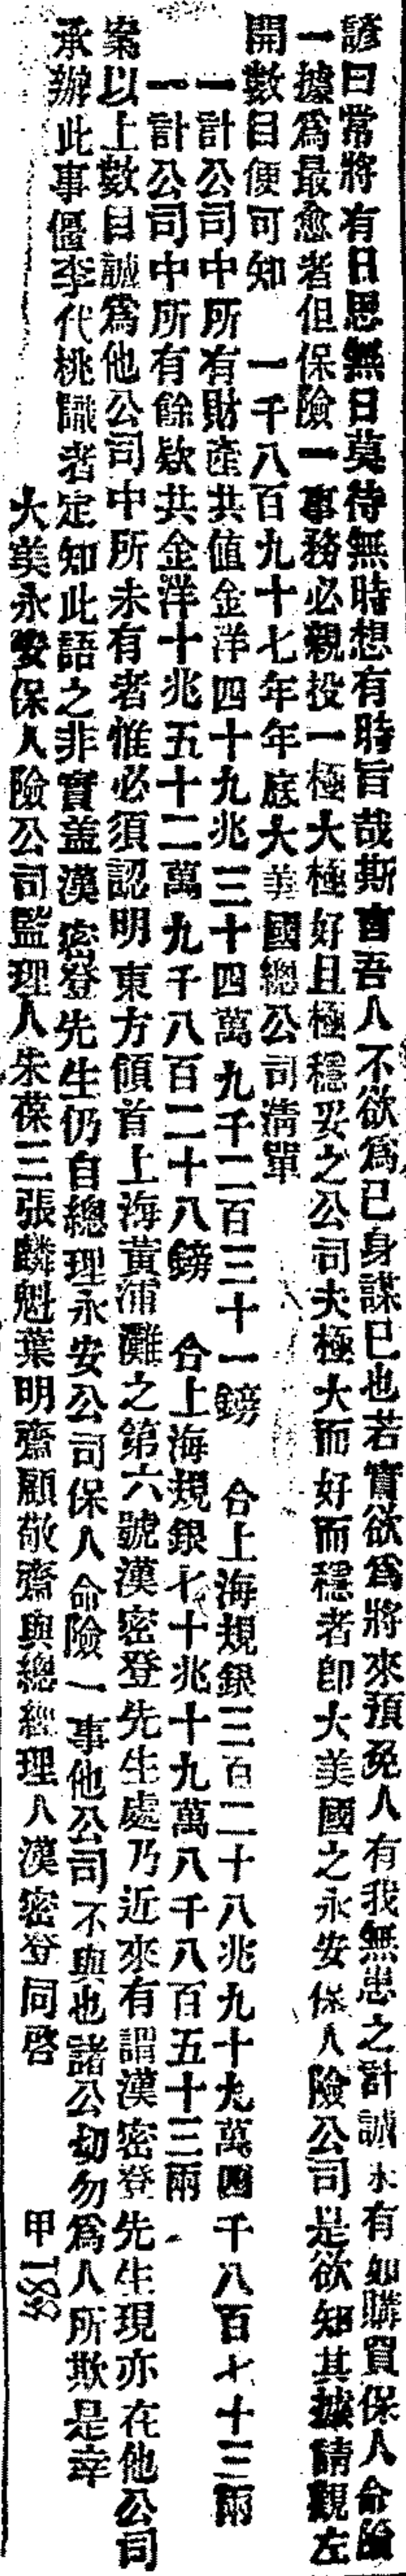 諺曰常將有日思無日莫待無時想有時旨哉斯言吾人不欲爲己身謀已也若實欲爲將來預免人有我無患之計誠未有如購買保人命險
一據爲最愈者但保險一事務必親投一極大極好且極穩妥之公司夫極大而好而穩者卽大美國之永安保人險公司是欲知其據請觀左
開數目便可知　一千八百九十七年年底大美國總公司淸單
一計公司中所有財產共值金洋四十九兆三十四萬九千二百三十一鎊　合上海規銀三百二十八兆九十九萬四千八百七十三兩
一計公司中所有餘欵共金洋十兆五十二萬九千八百二十八鎊　合上海規銀七十兆十九萬八千八百五十三兩
案以上數目誠爲他公司中所未有者惟必須認明東方領首上海黃浦灘之第六號漢密登先生處乃近來有謂漢密登先生現亦在他公司
承辦此事僵李代桃識者定知此語之非實蓋漢密登先生仍自總理永安公司保人命險一事他公司不與也諸公切勿爲人所欺是幸
大美永安保人險公司監理人朱葆三張麟魁葉明齋顧敬齋與總經理人漢密登同啓　甲